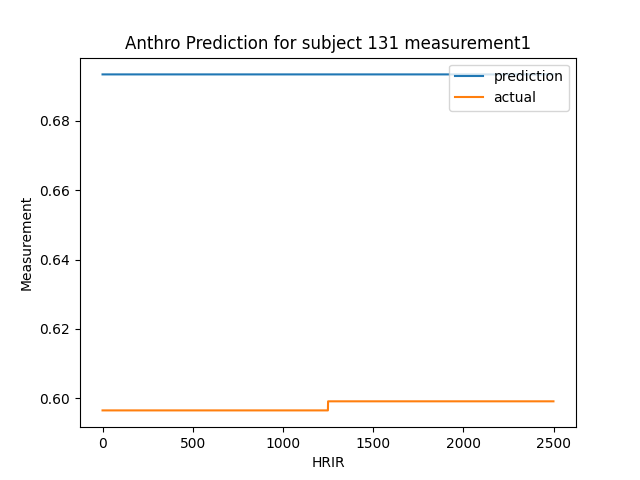 Anthro Prediction for subject 131 measurement1
prediction
actual
0.68
0.66
0.64
0.62
0.60
Measurement
0
500
1000
1500
2000
2500
HRIR